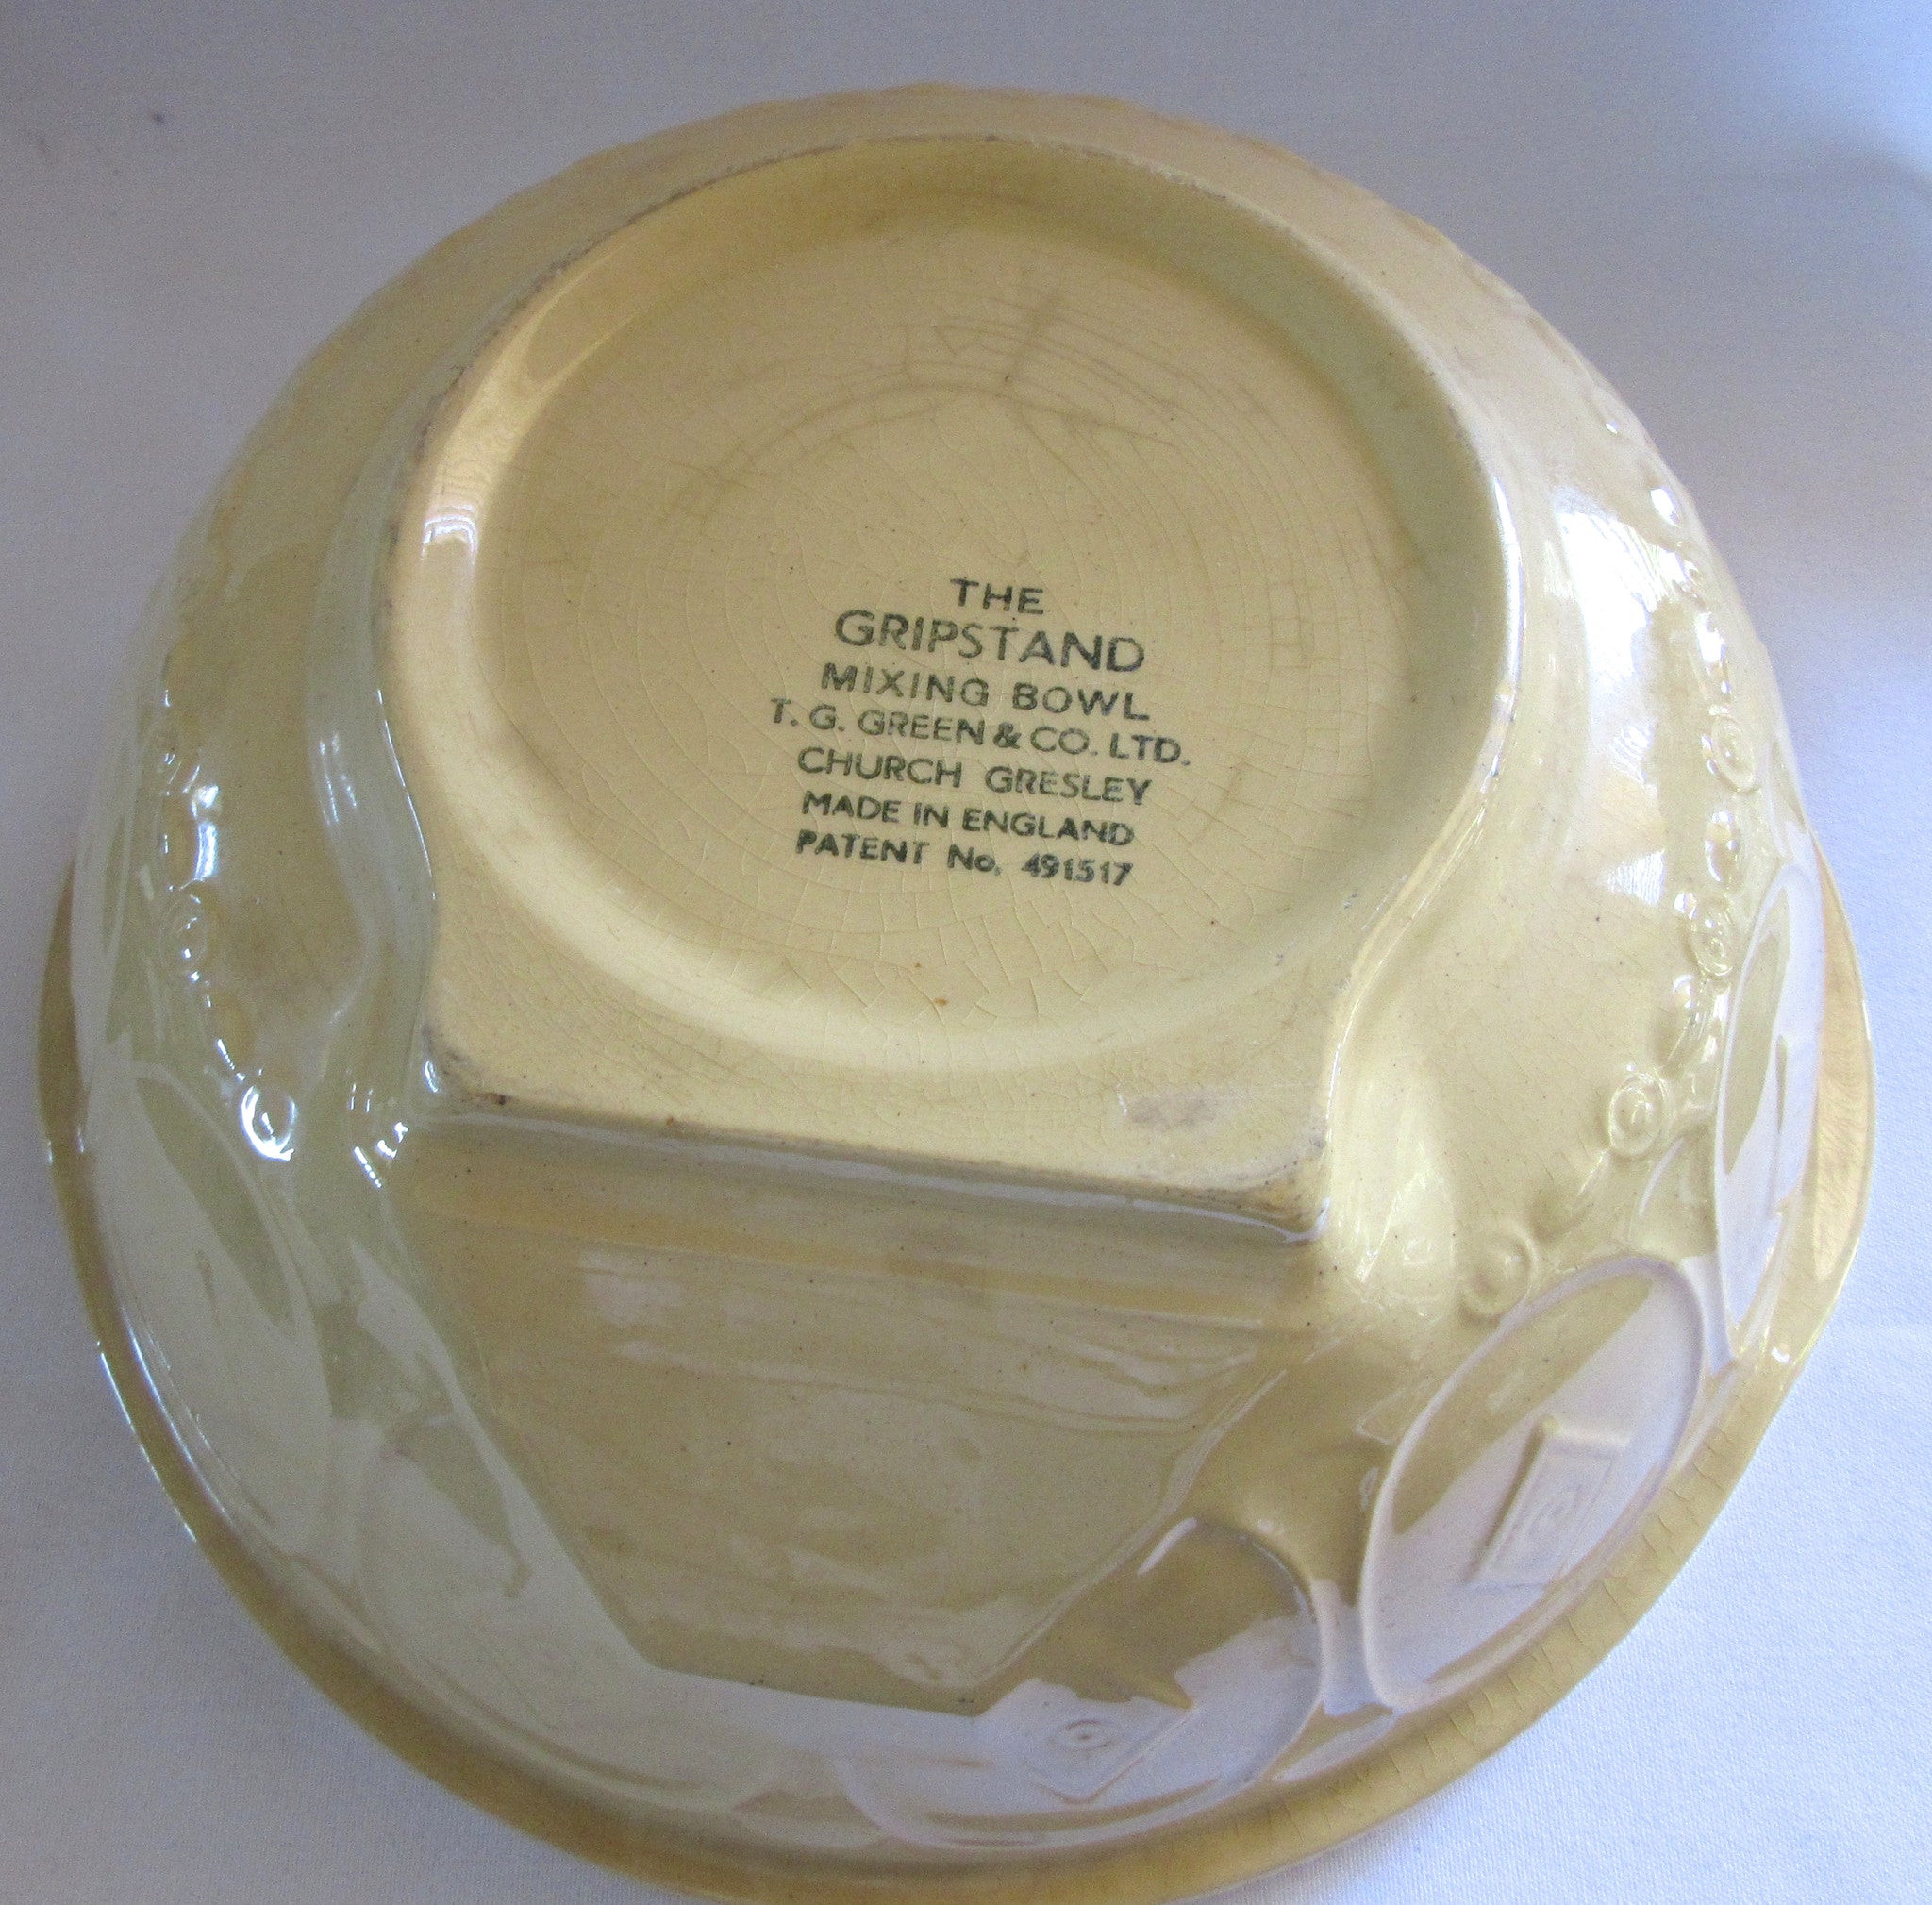 THE
GRIPSTAND
MIXING BOWL
T. G. GREEN & CO. LTD.
CHURCH GRESLEY
MADE IN ENGLAND
PATENT No. 491517